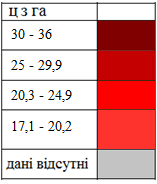 ц з га
30 - 36
25 - 29,9
20,3 - 24,9
17,1 - 20,2
дані відсутні